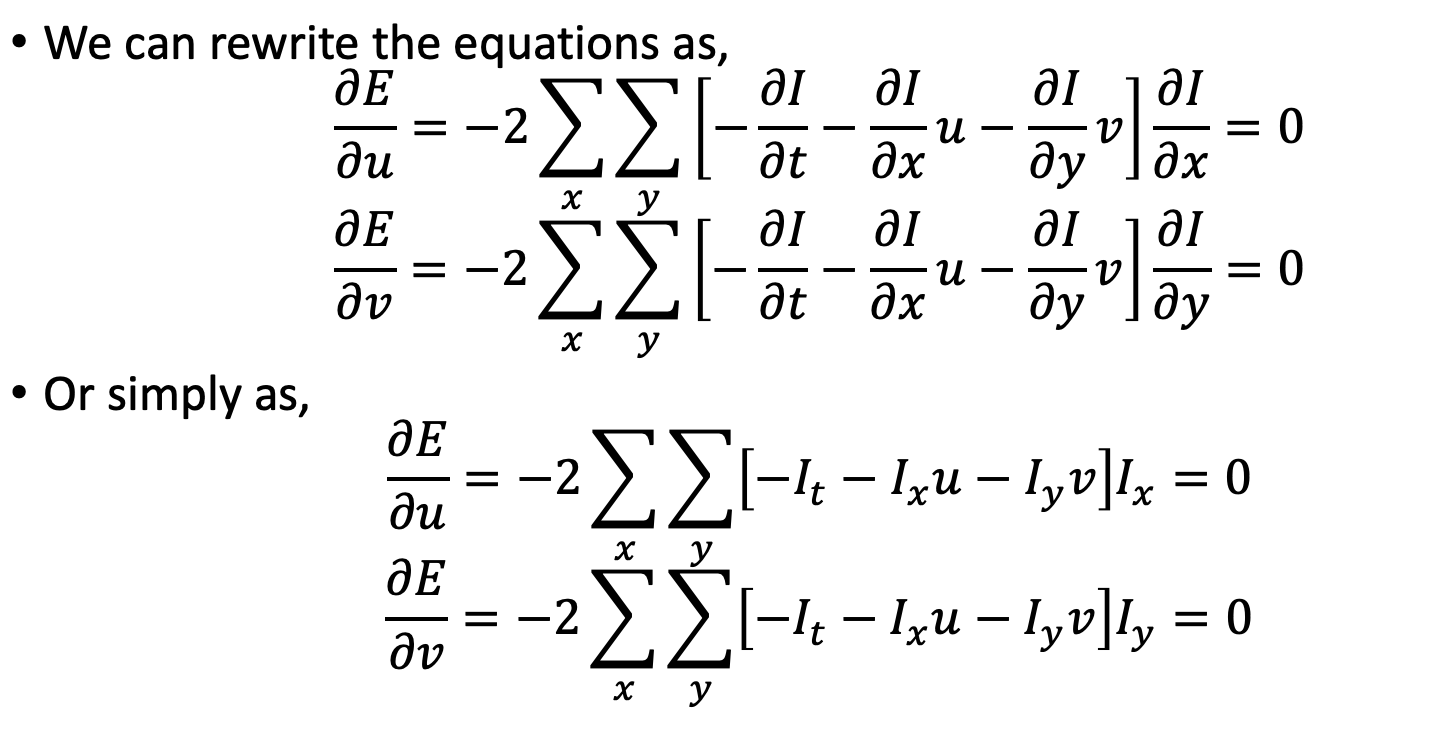 • We can rewrite the equations as,
∂E/∂u = −2 ∑_x ∑_y [−∂I/∂t − ∂I/∂x u − ∂I/∂y v] ∂I/∂x = 0
∂E/∂v = −2 ∑_x ∑_y [−∂I/∂t − ∂I/∂x u − ∂I/∂y v] ∂I/∂y = 0
• Or simply as,
∂E/∂u = −2 ∑_x ∑_y [−I_t − I_x u − I_y v] I_x = 0
∂E/∂v = −2 ∑_x ∑_y [−I_t − I_x u − I_y v] I_y = 0